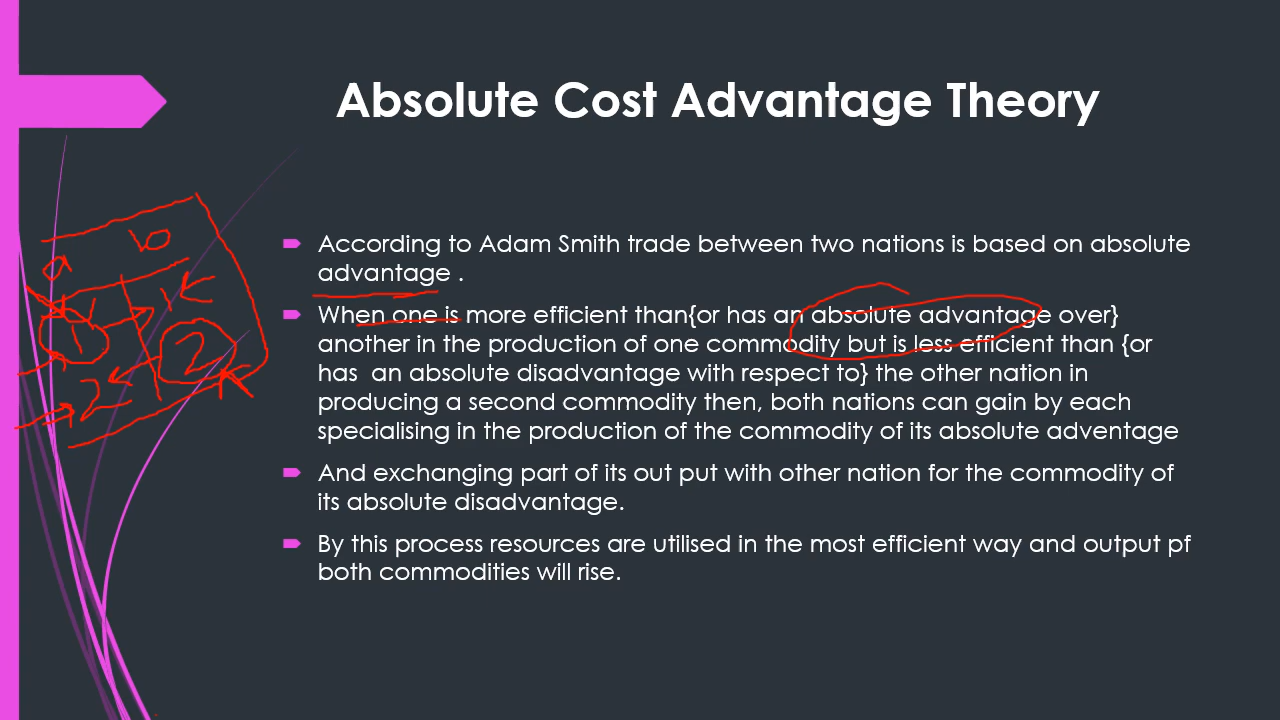 Absolute Cost Advantage Theory
According to Adam Smith trade between two nations is based on absolute
advantage .
When one is more efficient than{or has an absolute advantage over}
another in the production of one commodity but is less efficient than {or
has  an absolute disadvantage with respect to} the other nation in
producing a second commodity then, both nations can gain by each
specialising in the production of the commodity of its absolute adventage
And exchanging part of its out put with other nation for the commodity of
its absolute disadvantage.
By this process resources are utilised in the most efficient way and output pf
both commodities will rise.
a b
1
2
2